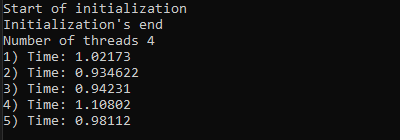 Start of initialization
Initialization's end
Number of threads 4
1) Time: 1.02173
2) Time: 0.934622
3) Time: 0.94231
4) Time: 1.10802
5) Time: 0.98112